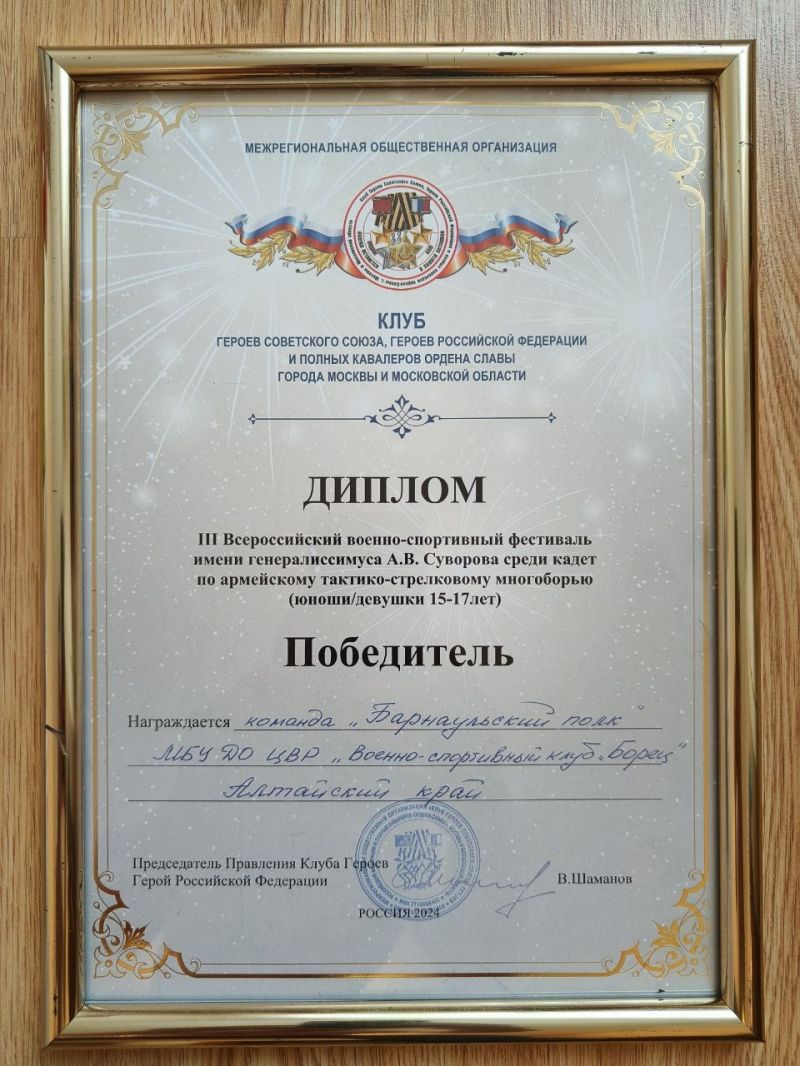 МЕЖРЕГИОНАЛЬНАЯ ОБЩЕСТВЕННАЯ ОРГАНИЗАЦИЯ
КЛУБ
ГЕРОЕВ СОВЕТСКОГО СОЮЗА, ГЕРОЕВ РОССИЙСКОЙ ФЕДЕРАЦИИ
И ПОЛНЫХ КАВАЛЕРОВ ОРДЕНА СЛАВЫ
ГОРОДА МОСКВЫ И МОСКОВСКОЙ ОБЛАСТИ
ДИПЛОМ
III Всероссийский военно-спортивный фестиваль
имени генералиссимуса А.В. Суворова среди кадет
по армейскому тактико-стрелковому многоборью
(юноши/девушки 15-17лет)
Победитель
Награждается команда „Барнаульский полк"
МБУ ДО ЦВР „Военно-спортивный клуб „Борец"
Алтайский край
Председатель Правления Клуба Героев
Герой Российской Федерации В.Шаманов
РОССИЯ 2024